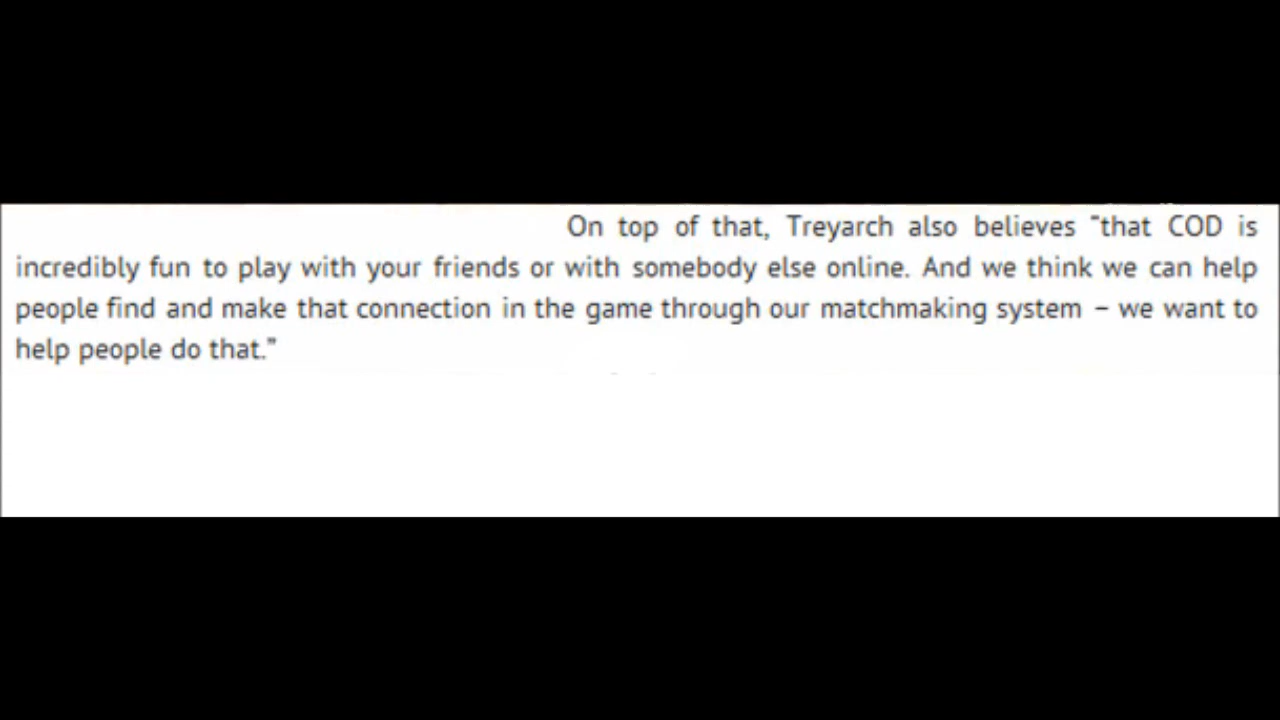 On top of that, Treyarch also believes “that COD is
incredibly fun to play with your friends or with somebody else online. And we think we can help
people find and make that connection in the game through our matchmaking system – we want to
help people do that.”